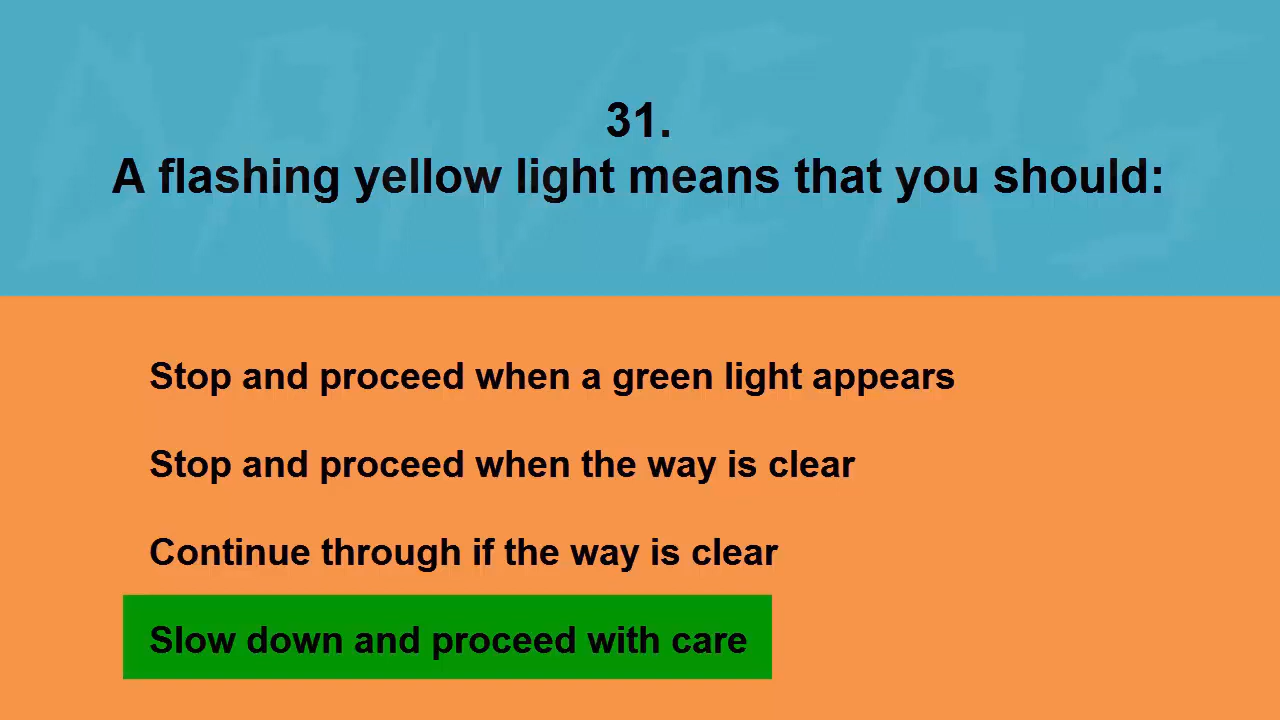 DRIVERS
31.
A flashing yellow light means that you should:
Stop and proceed when a green light appears
Stop and proceed when the way is clear
Continue through if the way is clear
Slow down and proceed with care